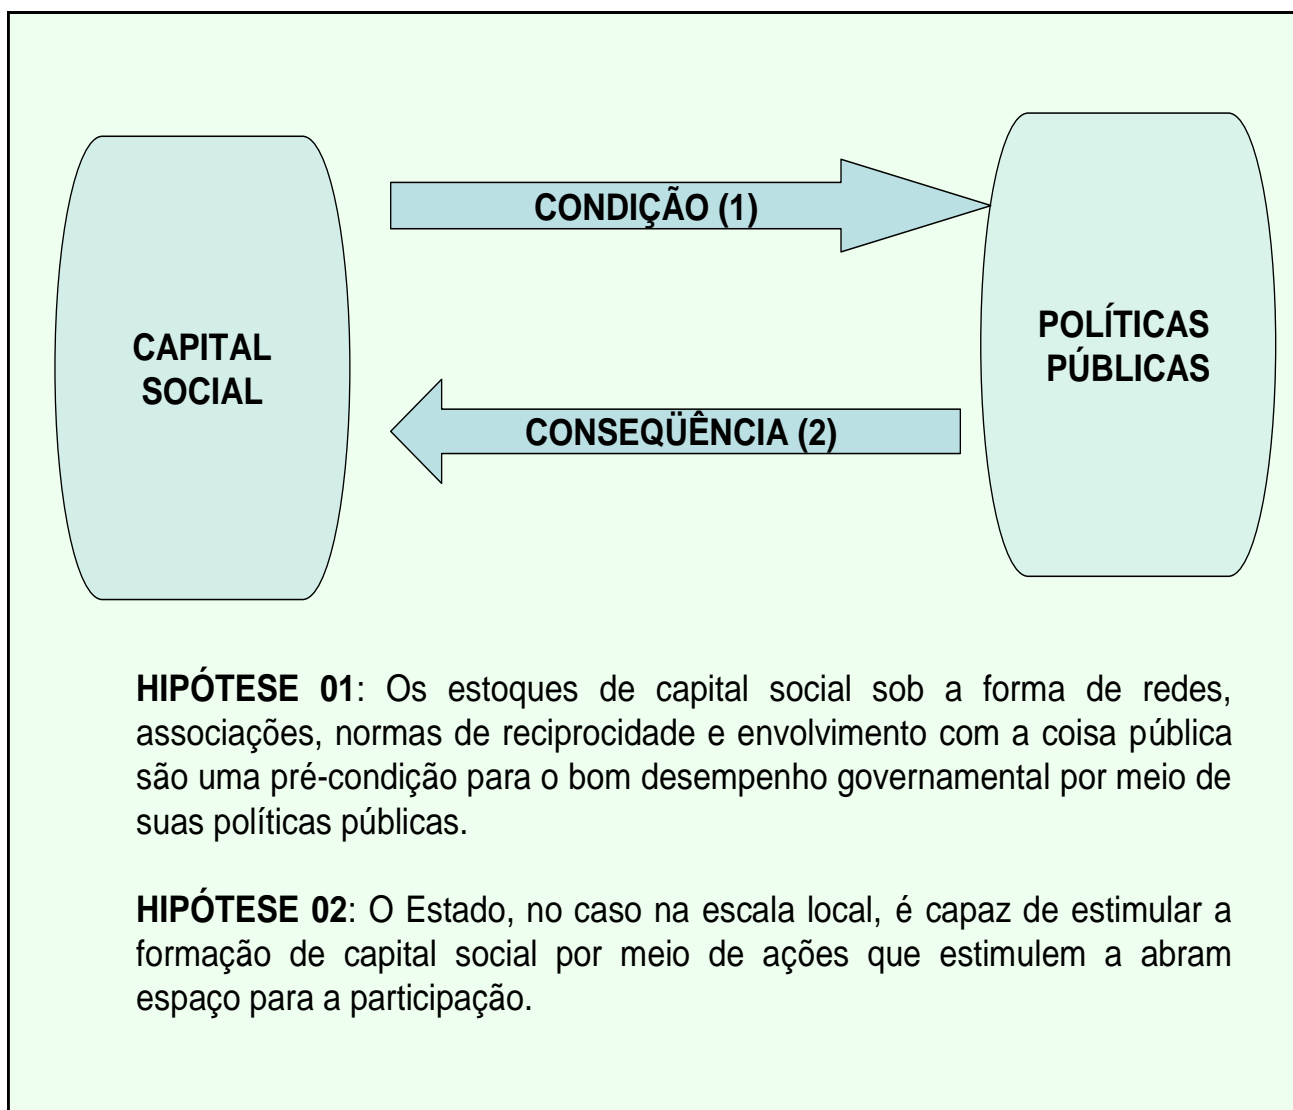 CONDIÇÃO (1)
CAPITAL
SOCIAL
POLÍTICAS
PÚBLICAS
CONSEQÜÊNCIA (2)
HIPÓTESE 01: Os estoques de capital social sob a forma de redes,
associações, normas de reciprocidade e envolvimento com a coisa pública
são uma pré-condição para o bom desempenho governamental por meio de
suas políticas públicas.
HIPÓTESE 02: O Estado, no caso na escala local, é capaz de estimular a
formação de capital social por meio de ações que estimulem a abram
espaço para a participação.